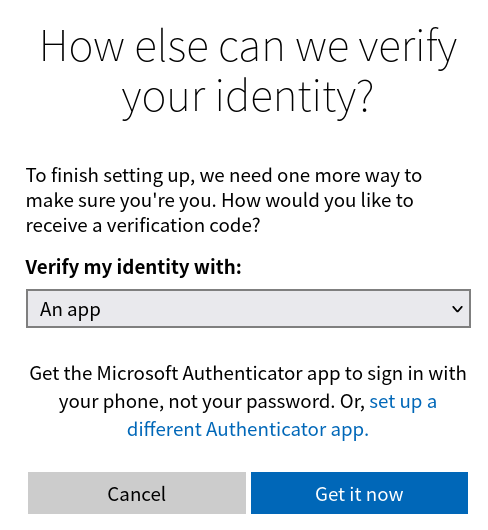 How else can we verify
your identity?
To finish setting up, we need one more way to
make sure you're you. How would you like to
receive a verification code?
Verify my identity with:
An app
Get the Microsoft Authenticator app to sign in with
your phone, not your password. Or, set up a
different Authenticator app.
Cancel
Get it now